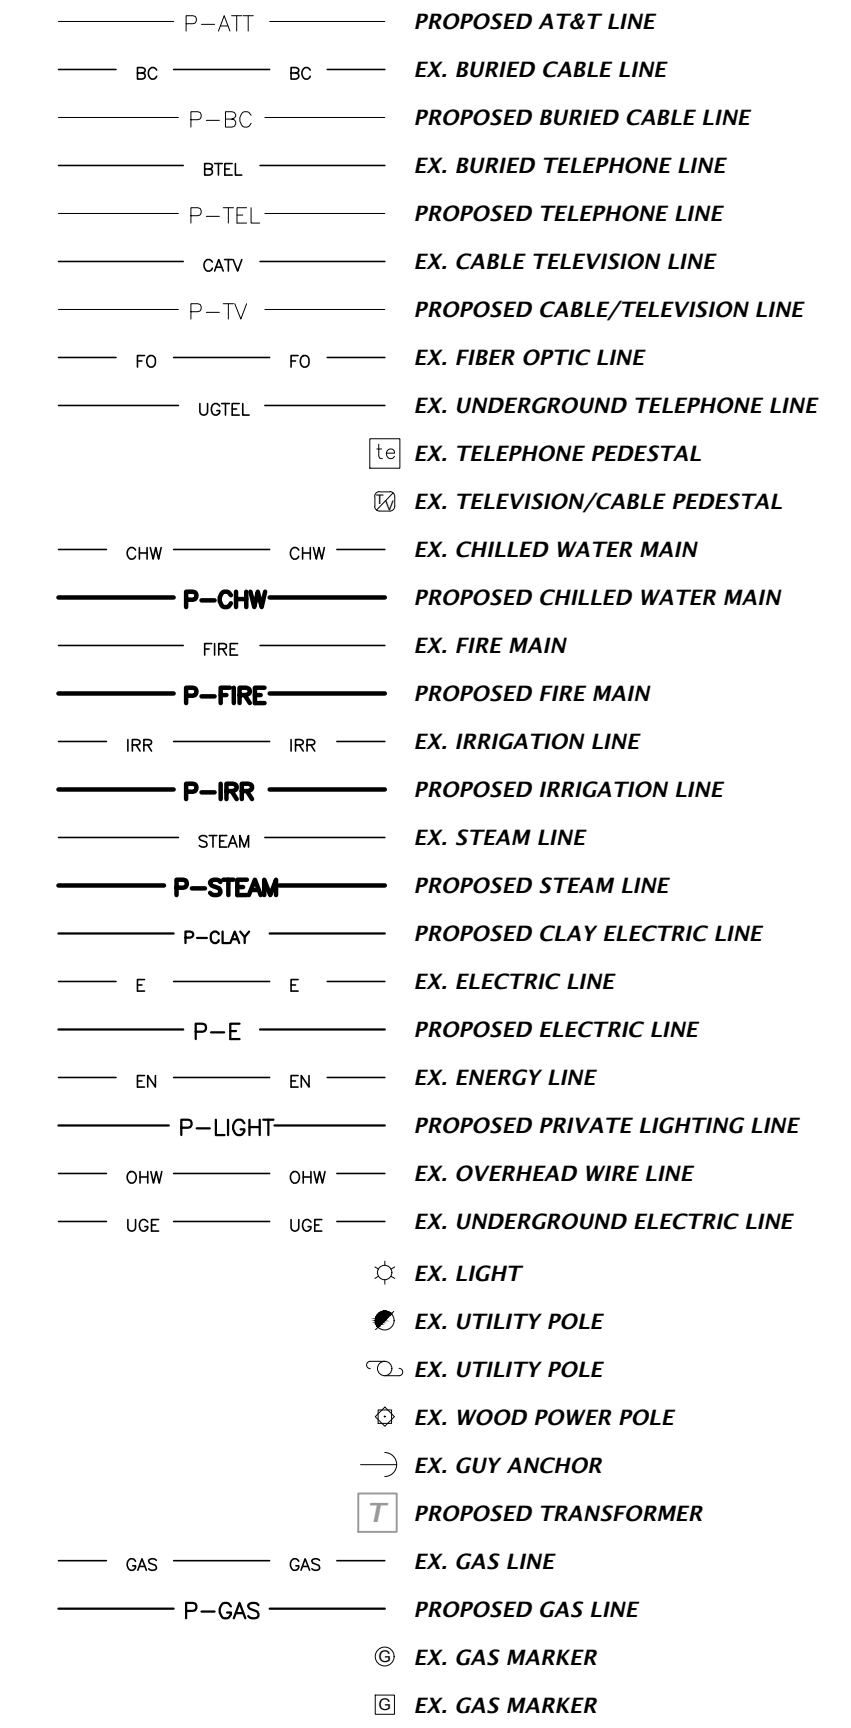 P-ATT PROPOSED AT&T LINE
BC BC EX. BURIED CABLE LINE
P-BC PROPOSED BURIED CABLE LINE
BTEL EX. BURIED TELEPHONE LINE
P-TEL PROPOSED TELEPHONE LINE
CATV EX. CABLE TELEVISION LINE
P-TV PROPOSED CABLE/TELEVISION LINE
FO FO EX. FIBER OPTIC LINE
UGTEL EX. UNDERGROUND TELEPHONE LINE
te EX. TELEPHONE PEDESTAL
TV EX. TELEVISION/CABLE PEDESTAL
CHW CHW EX. CHILLED WATER MAIN
P-CHW PROPOSED CHILLED WATER MAIN
FIRE EX. FIRE MAIN
P-FIRE PROPOSED FIRE MAIN
IRR IRR EX. IRRIGATION LINE
P-IRR PROPOSED IRRIGATION LINE
STEAM EX. STEAM LINE
P-STEAM PROPOSED STEAM LINE
P-CLAY PROPOSED CLAY ELECTRIC LINE
E E EX. ELECTRIC LINE
P-E PROPOSED ELECTRIC LINE
EN EN EX. ENERGY LINE
P-LIGHT PROPOSED PRIVATE LIGHTING LINE
OHW OHW EX. OVERHEAD WIRE LINE
UGE UGE EX. UNDERGROUND ELECTRIC LINE
EX. LIGHT
EX. UTILITY POLE
EX. UTILITY POLE
EX. WOOD POWER POLE
EX. GUY ANCHOR
T PROPOSED TRANSFORMER
GAS GAS EX. GAS LINE
P-GAS PROPOSED GAS LINE
G EX. GAS MARKER
G EX. GAS MARKER